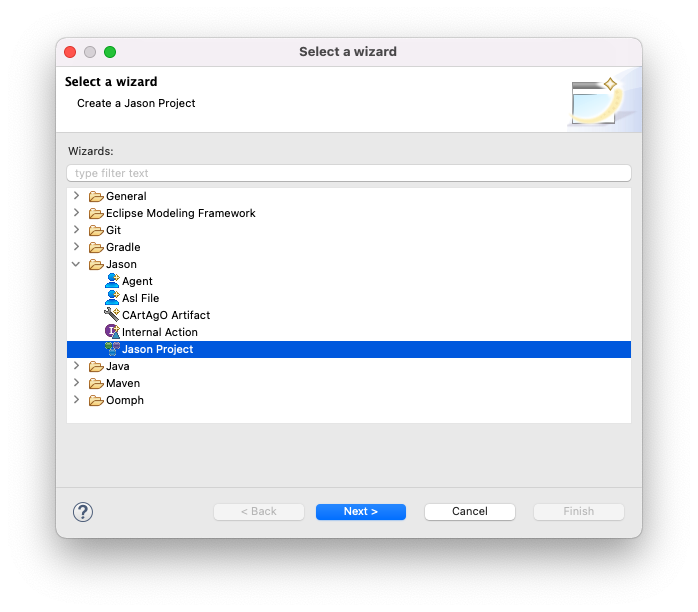 Select a wizard
Select a wizard
Create a Jason Project
Wizards:
type filter text
General
Eclipse Modeling Framework
Git
Gradle
Jason
Agent
Asl File
CArtAgO Artifact
Internal Action
Jason Project
Java
Maven
Oomph
? < Back Next > Cancel Finish